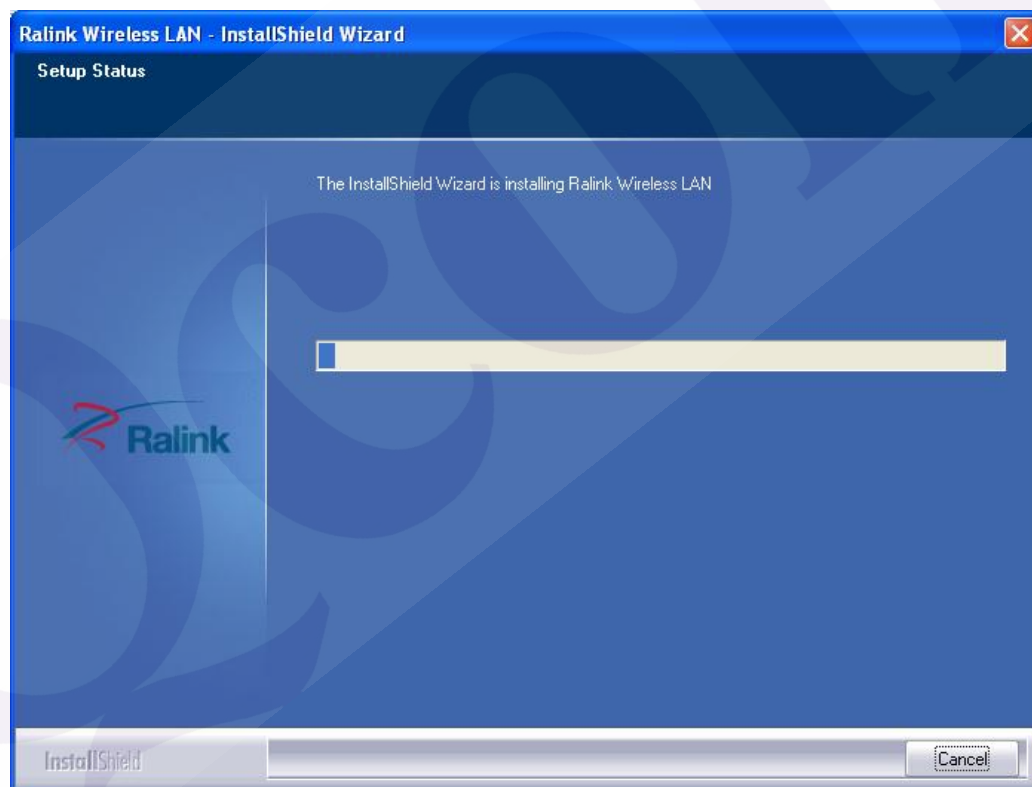 Ralink Wireless LAN - InstallShield Wizard
Setup Status
The InstallShield Wizard is installing Ralink Wireless LAN
Ralink
InstallShield
Cancel